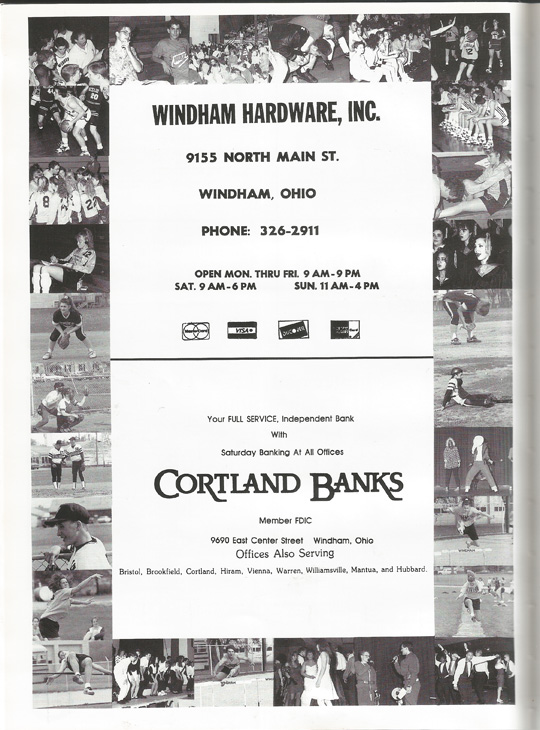 WINDHAM HARDWARE, INC.
9155 NORTH MAIN ST.
WINDHAM, OHIO
PHONE: 326-2911
OPEN MON. THRU FRI. 9 AM-9 PM
SAT. 9 AM-6 PM SUN. 11 AM-4 PM
MasterCard VISA DISCOVER
Your FULL SERVICE, Independent Bank
With
Saturday Banking At All Offices
CORTLAND BANKS
Member FDIC
9690 East Center Street Windham, Ohio
Offices Also Serving
Bristol, Brookfield, Cortland, Hiram, Vienna, Warren, Williamsville, Mantua, and Hubbard.